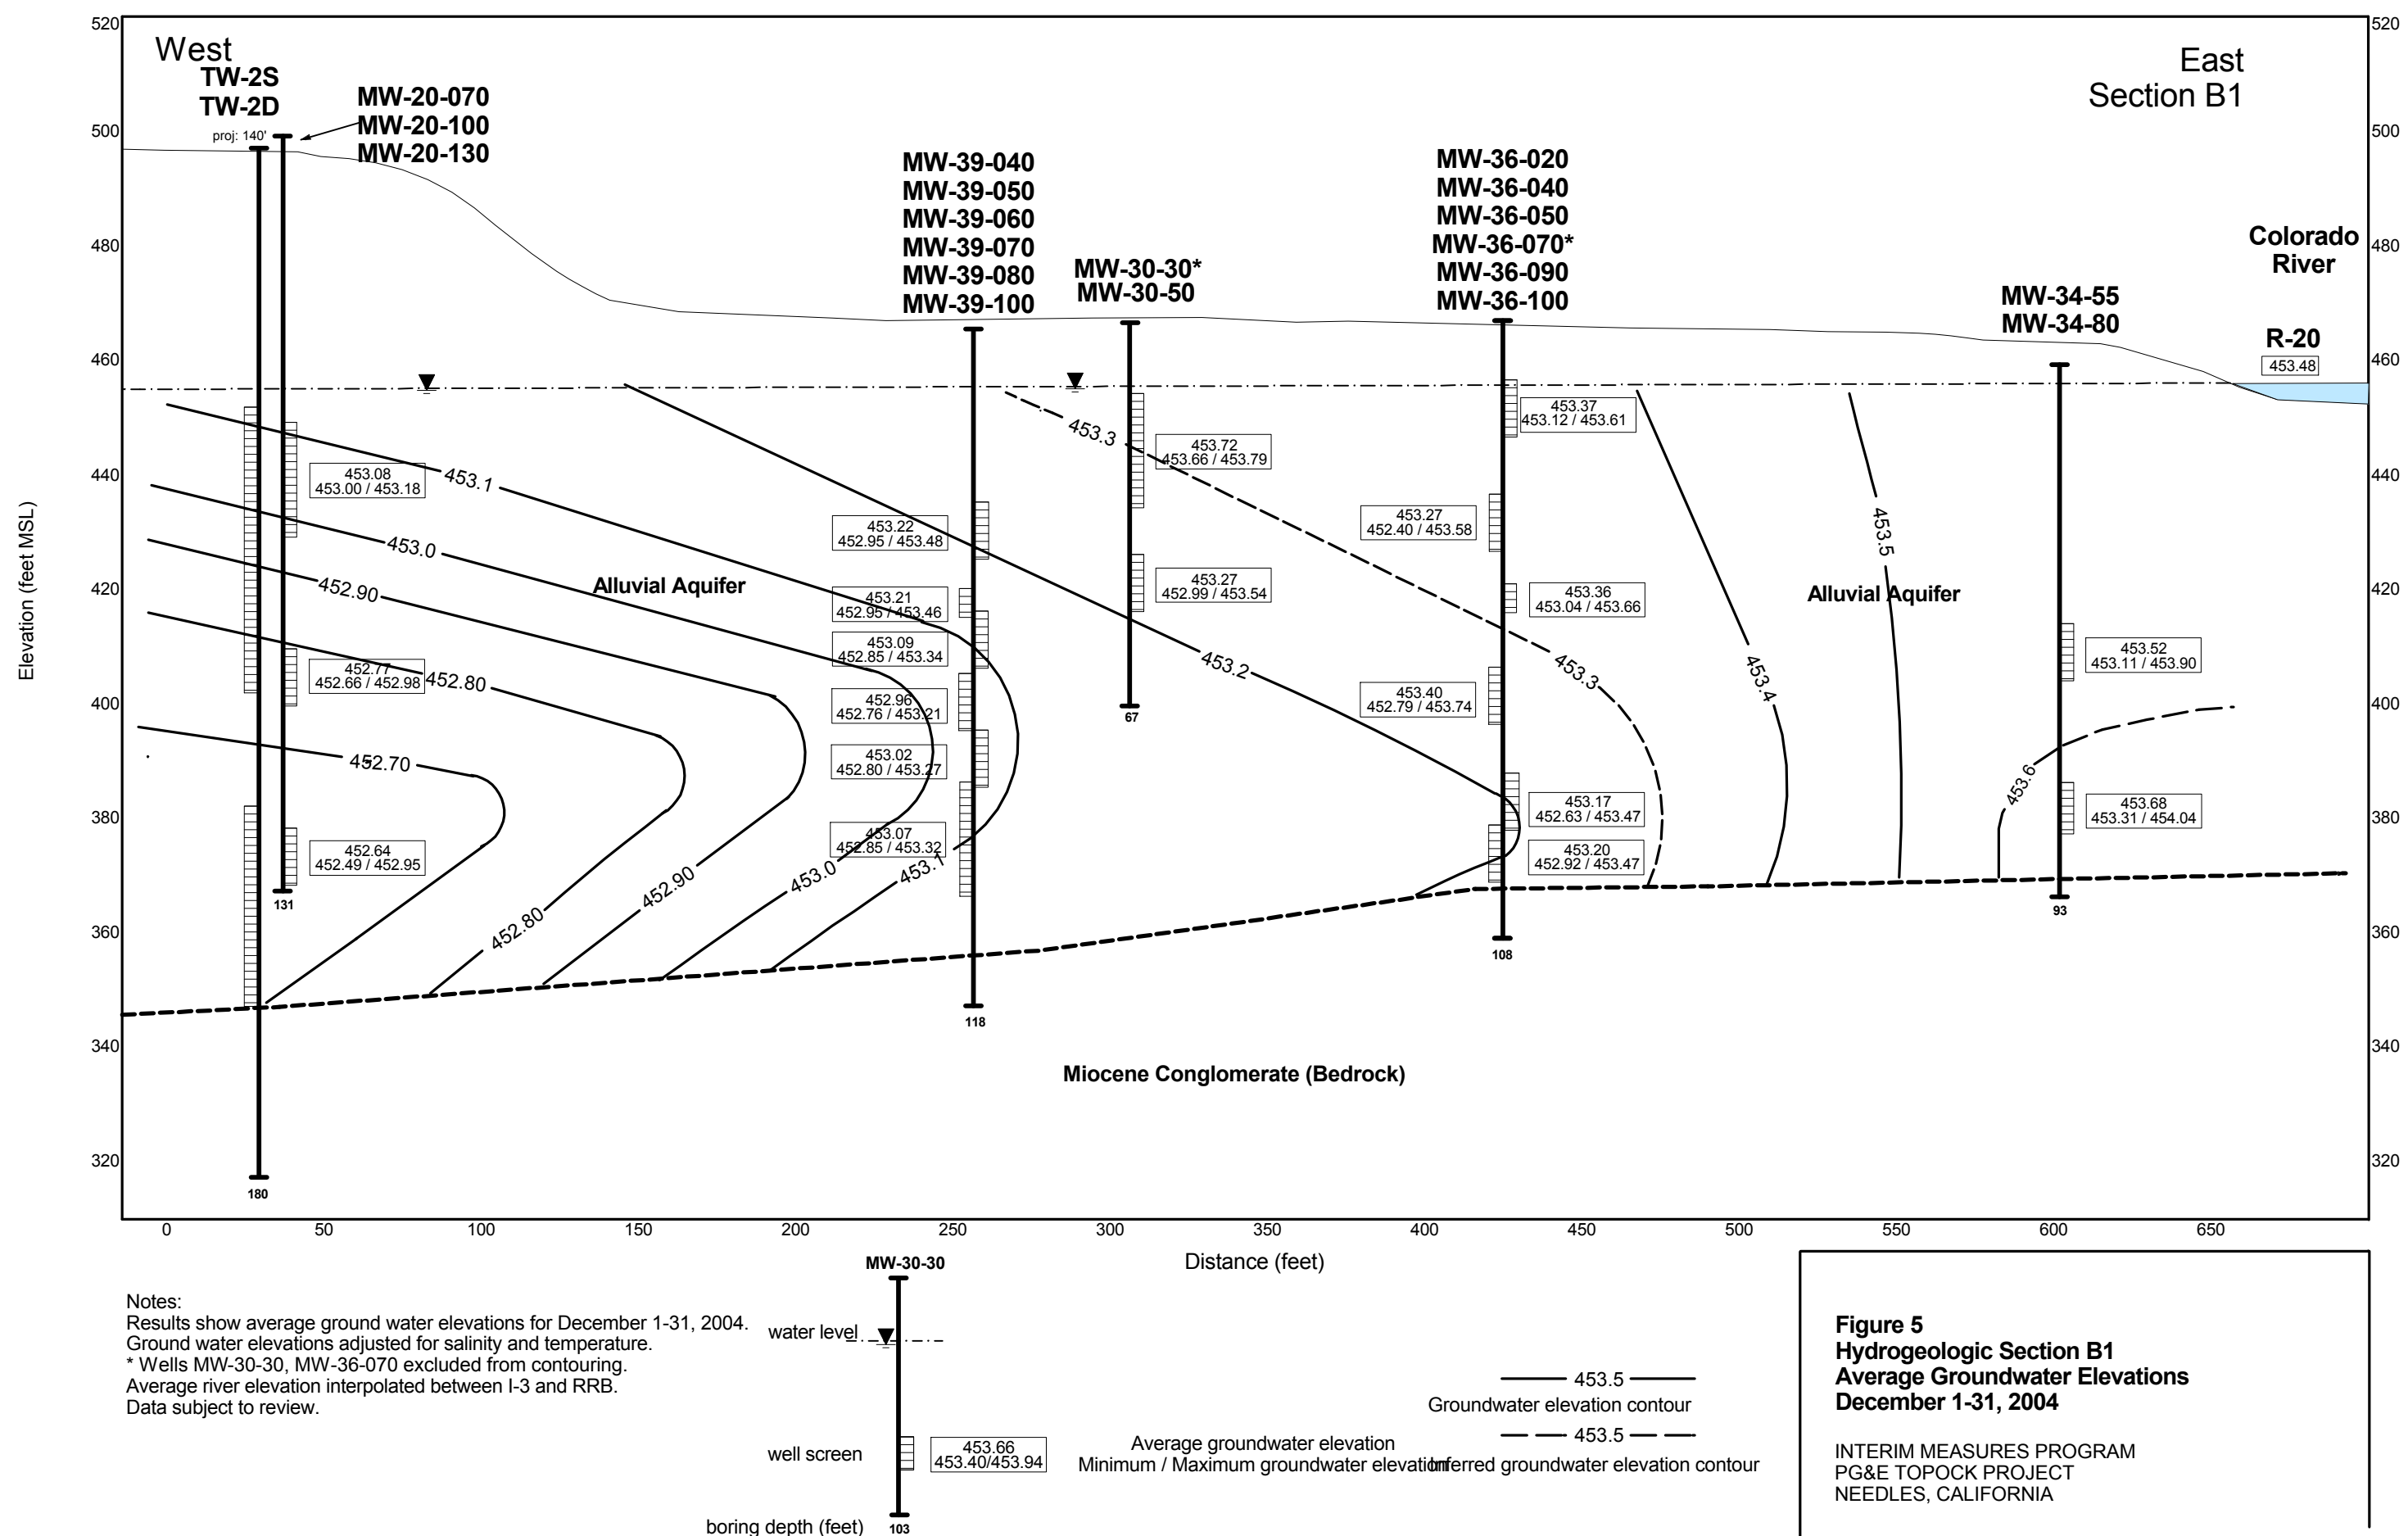 520
500
480
460
440
420
400
380
360
340
320
Elevation (feet MSL)
West
TW-2S
TW-2D
proj: 140'
MW-20-070
MW-20-100
MW-20-130
MW-39-040
MW-39-050
MW-39-060
MW-39-070
MW-39-080
MW-39-100
MW-30-30*
MW-30-50
MW-36-020
MW-36-040
MW-36-050
MW-36-070*
MW-36-090
MW-36-100
East
Section B1
MW-34-55
MW-34-80
Colorado
River
R-20
453.48
520
500
480
460
440
420
400
380
360
340
320
453.08
453.00 / 453.18
452.77
452.66 / 452.98
452.64
452.49 / 452.95
131
180
453.1
453.0
452.90
452.80
452.70
Alluvial Aquifer
453.22
452.95 / 453.48
453.21
452.95 / 453.46
453.09
452.85 / 453.34
452.96
452.76 / 453.21
453.02
452.80 / 453.27
453.07
452.85 / 453.32
118
452.80
452.90
453.0
453.1
453.3
453.72
453.66 / 453.79
453.27
452.99 / 453.54
67
453.2
453.37
453.12 / 453.61
453.27
452.40 / 453.58
453.36
453.04 / 453.66
453.40
452.79 / 453.74
453.17
452.63 / 453.47
453.20
452.92 / 453.47
108
453.3
453.4
453.5
Alluvial Aquifer
453.52
453.11 / 453.90
453.6
453.68
453.31 / 454.04
93
Miocene Conglomerate (Bedrock)
0 50 100 150 200 250 300 350 400 450 500 550 600 650
Distance (feet)
Notes:
Results show average ground water elevations for December 1-31, 2004.
Ground water elevations adjusted for salinity and temperature.
* Wells MW-30-30, MW-36-070 excluded from contouring.
Average river elevation interpolated between I-3 and RRB.
Data subject to review.
MW-30-30
water level
well screen
453.66
453.40/453.94
boring depth (feet)
103
Average groundwater elevation
Minimum / Maximum groundwater elevation
453.5
Groundwater elevation contour
453.5
Inferred groundwater elevation contour
Figure 5
Hydrogeologic Section B1
Average Groundwater Elevations
December 1-31, 2004
INTERIM MEASURES PROGRAM
PG&E TOPOCK PROJECT
NEEDLES, CALIFORNIA